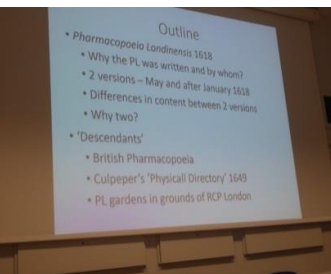 Outline
• Pharmacopoeia Londinensis 1618
• Why the PL was written and by whom?
• 2 versions – May and after January 1618
• Differences in content between 2 versions
• Why two?
• 'Descendants'
• British Pharmacopoeia
• Culpeper's 'Physicall Directory' 1649
• PL gardens in grounds of RCP London